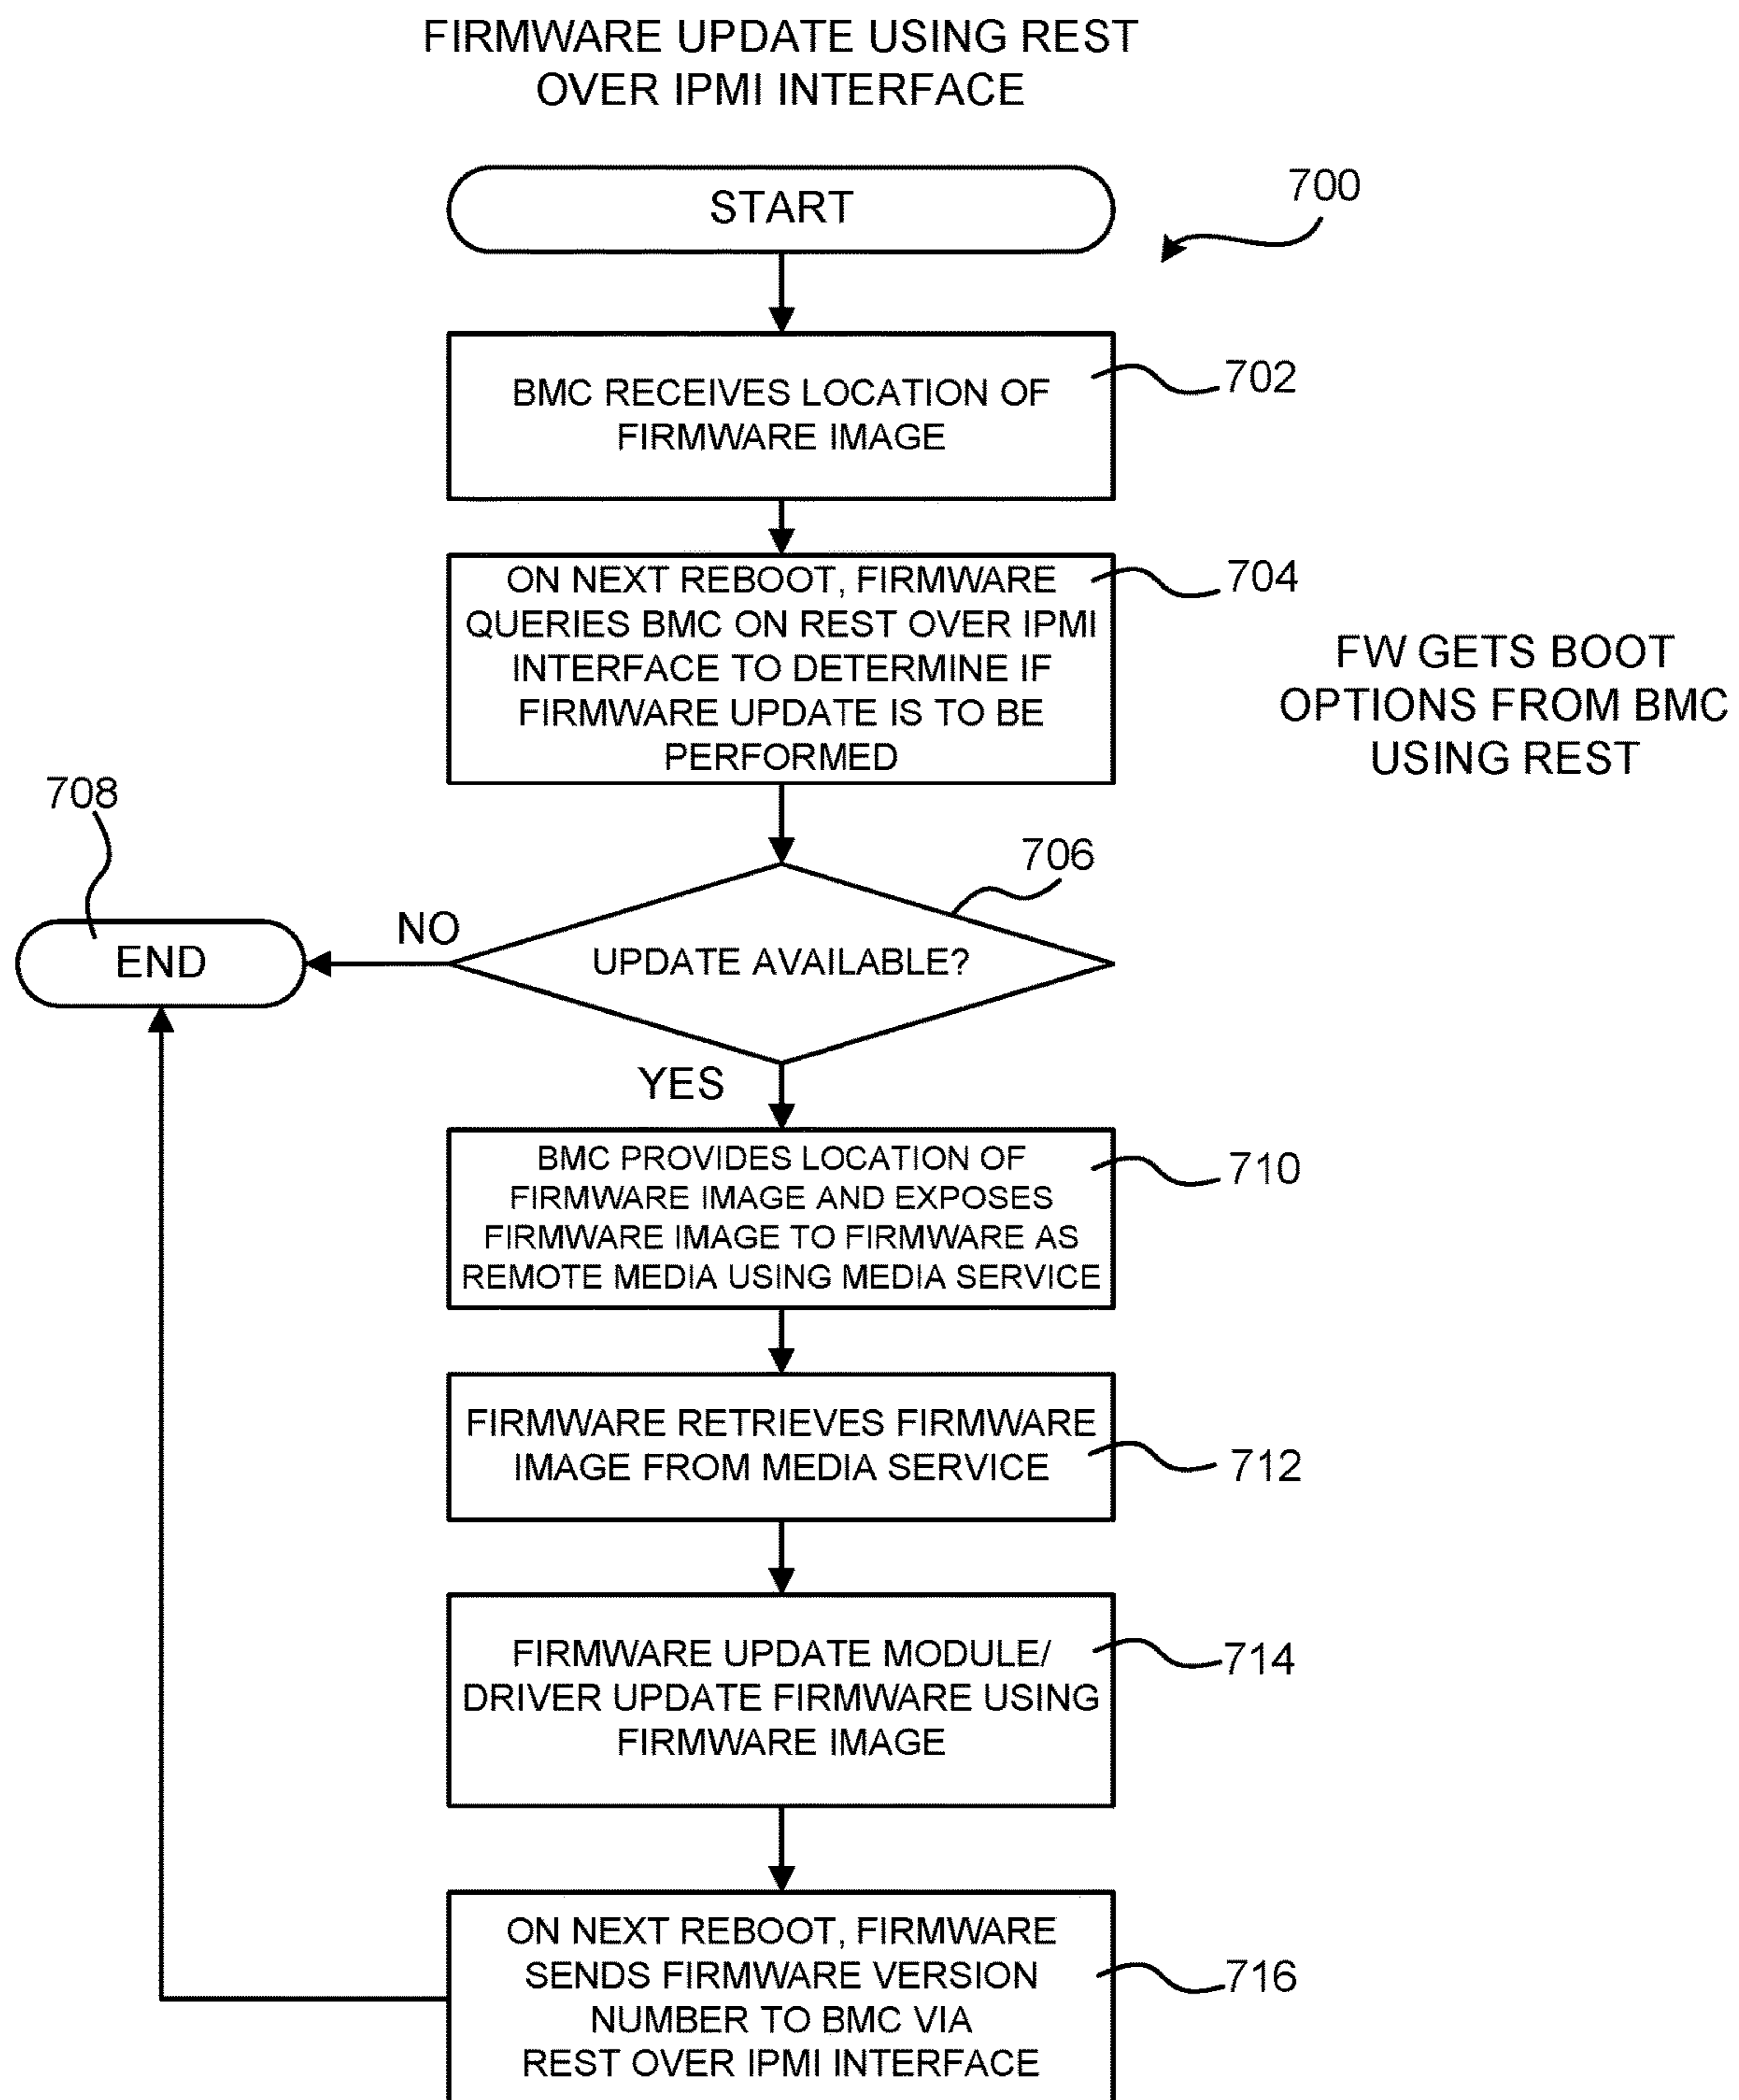 FIRMWARE UPDATE USING REST
OVER IPMI INTERFACE
START
700
BMC RECEIVES LOCATION OF
FIRMWARE IMAGE
702
ON NEXT REBOOT, FIRMWARE
QUERIES BMC ON REST OVER IPMI
INTERFACE TO DETERMINE IF
FIRMWARE UPDATE IS TO BE
PERFORMED
704
FW GETS BOOT
OPTIONS FROM BMC
USING REST
708
706
END
NO
UPDATE AVAILABLE?
YES
BMC PROVIDES LOCATION OF
FIRMWARE IMAGE AND EXPOSES
FIRMWARE IMAGE TO FIRMWARE AS
REMOTE MEDIA USING MEDIA SERVICE
710
FIRMWARE RETRIEVES FIRMWARE
IMAGE FROM MEDIA SERVICE
712
FIRMWARE UPDATE MODULE/
DRIVER UPDATE FIRMWARE USING
FIRMWARE IMAGE
714
ON NEXT REBOOT, FIRMWARE
SENDS FIRMWARE VERSION
NUMBER TO BMC VIA
REST OVER IPMI INTERFACE
716